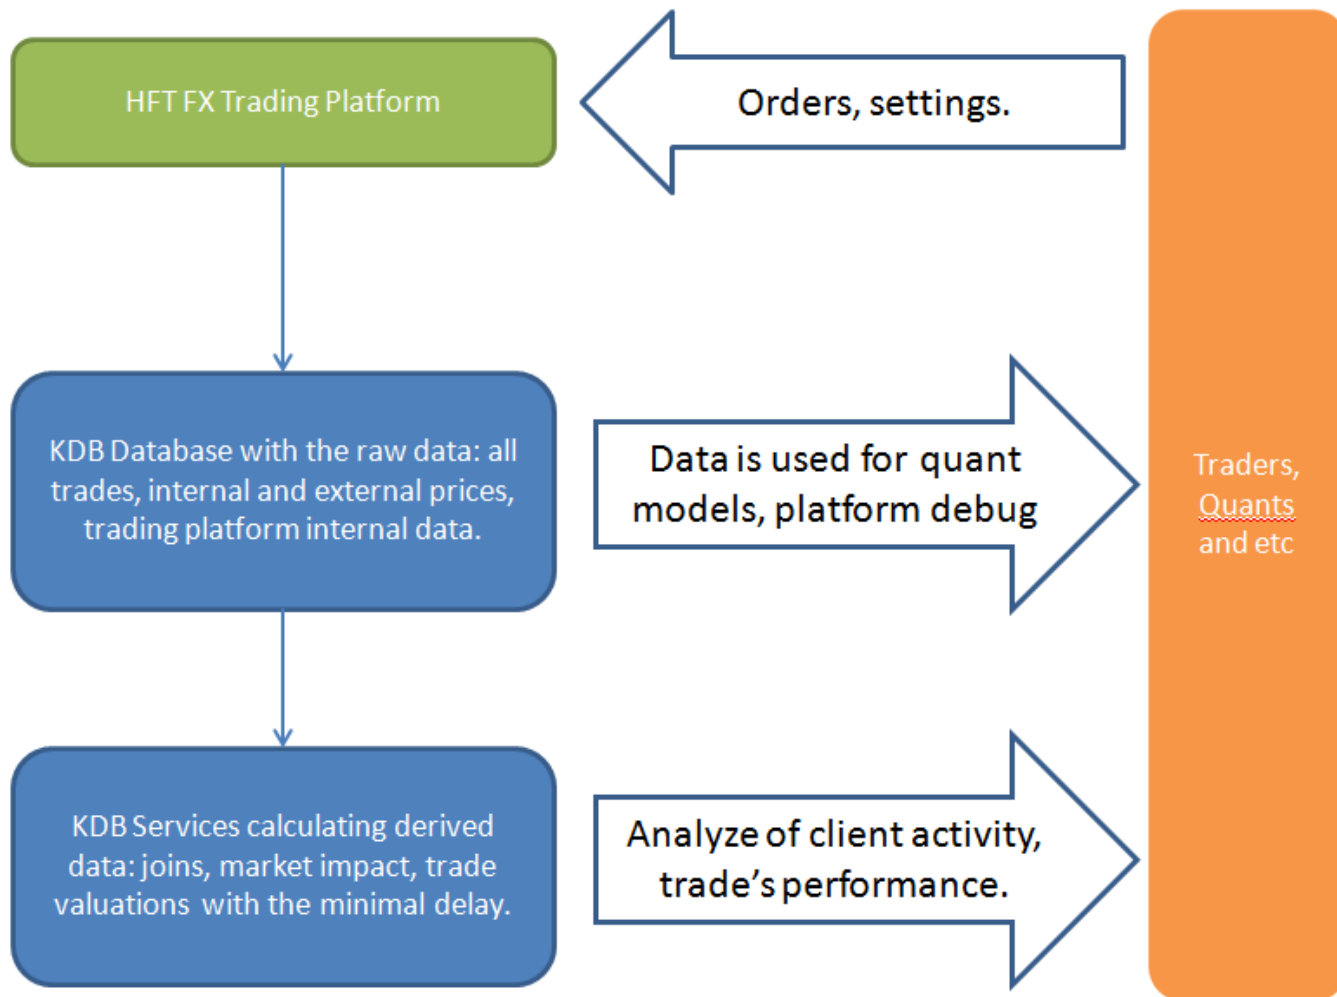 HFT FX Trading Platform
Orders, settings.
KDB Database with the raw data: all
trades, internal and external prices,
trading platform internal data.
Data is used for quant
models, platform debug
Traders,
Quants
and etc
KDB Services calculating derived
data: joins, market impact, trade
valuations with the minimal delay.
Analyze of client activity,
trade’s performance.